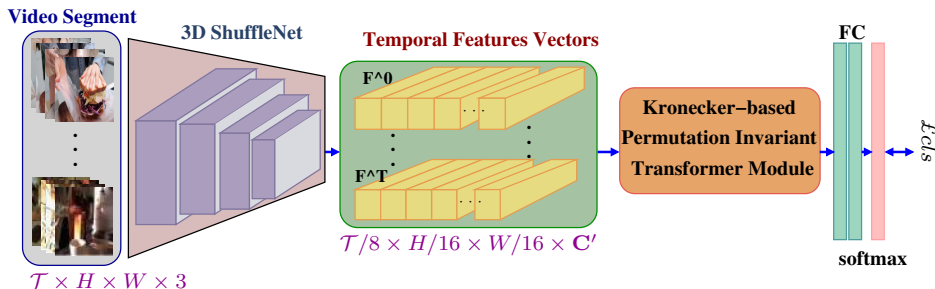 Video Segment
3D ShuffleNet
Temporal Features Vectors
FC
F^0
. . .
Kronecker–based
Permutation Invariant
Transformer Module
F^T
. . .
ℒcls
𝒯/8 × H/16 × W/16 × C′
softmax
𝒯 × H × W × 3